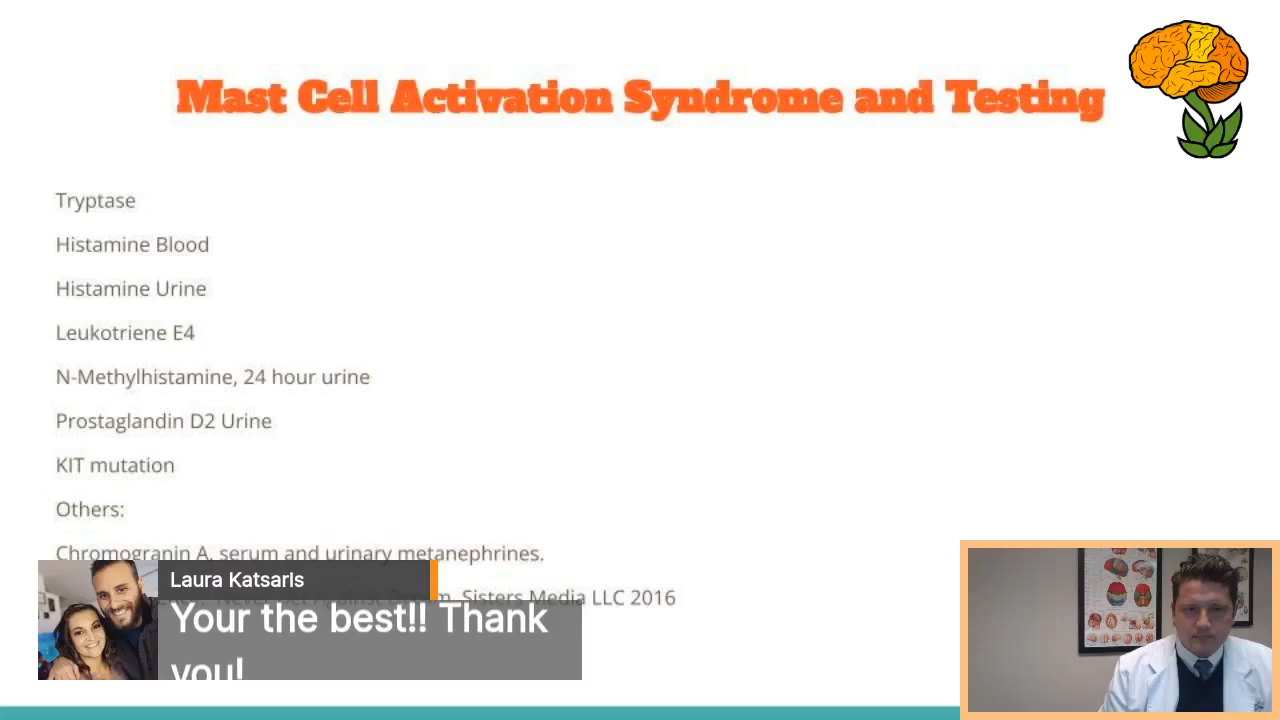 Mast Cell Activation Syndrome and Testing
Tryptase
Histamine Blood
Histamine Urine
Leukotriene E4
N-Methylhistamine, 24 hour urine
Prostaglandin D2 Urine
KIT mutation
Others:
Chromogranin A, serum and urinary metanephrines.
Sisters Media LLC 2016
Laura Katsaris
Your the best!! Thank
you!